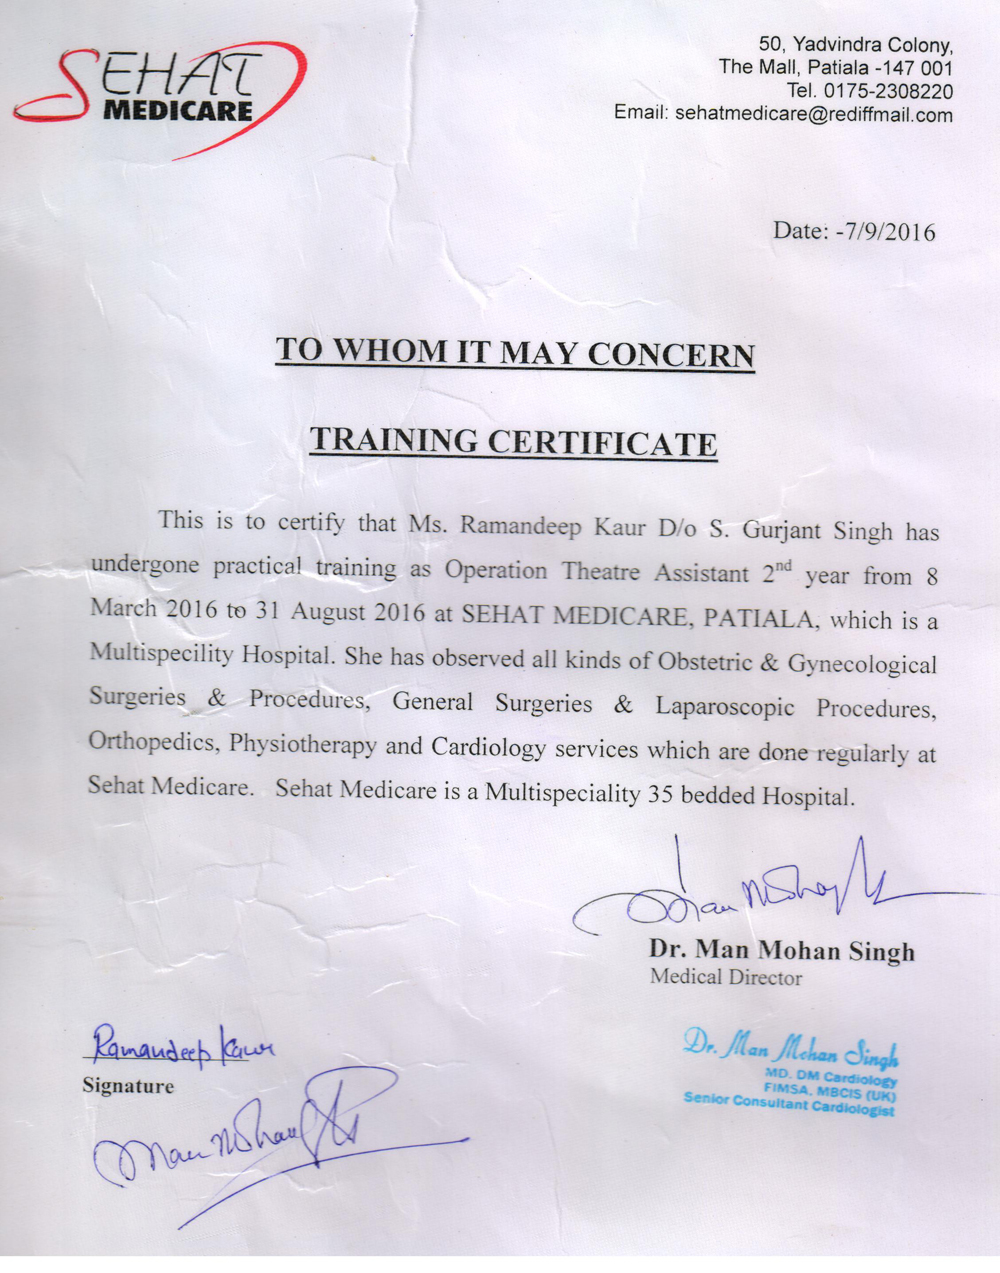 SEHAT
MEDICARE
50, Yadvindra Colony,
The Mall, Patiala -147 001
Tel. 0175-2308220
Email: sehatmedicare@rediffmail.com
Date: -7/9/2016
TO WHOM IT MAY CONCERN
TRAINING CERTIFICATE
This is to certify that Ms. Ramandeep Kaur D/o S. Gurjant Singh has
undergone practical training as Operation Theatre Assistant 2nd year from 8
March 2016 to 31 August 2016 at SEHAT MEDICARE, PATIALA, which is a
Multispecility Hospital. She has observed all kinds of Obstetric & Gynecological
Surgeries & Procedures, General Surgeries & Laparoscopic Procedures,
Orthopedics, Physiotherapy and Cardiology services which are done regularly at
Sehat Medicare. Sehat Medicare is a Multispeciality 35 bedded Hospital.
Dr. Man Mohan Singh
Medical Director
Ramandeep Kaur
Signature
Dr. Man Mohan Singh
MD. DM Cardiology
FIMSA. MBCIS (UK)
Senior Consultant Cardiologist